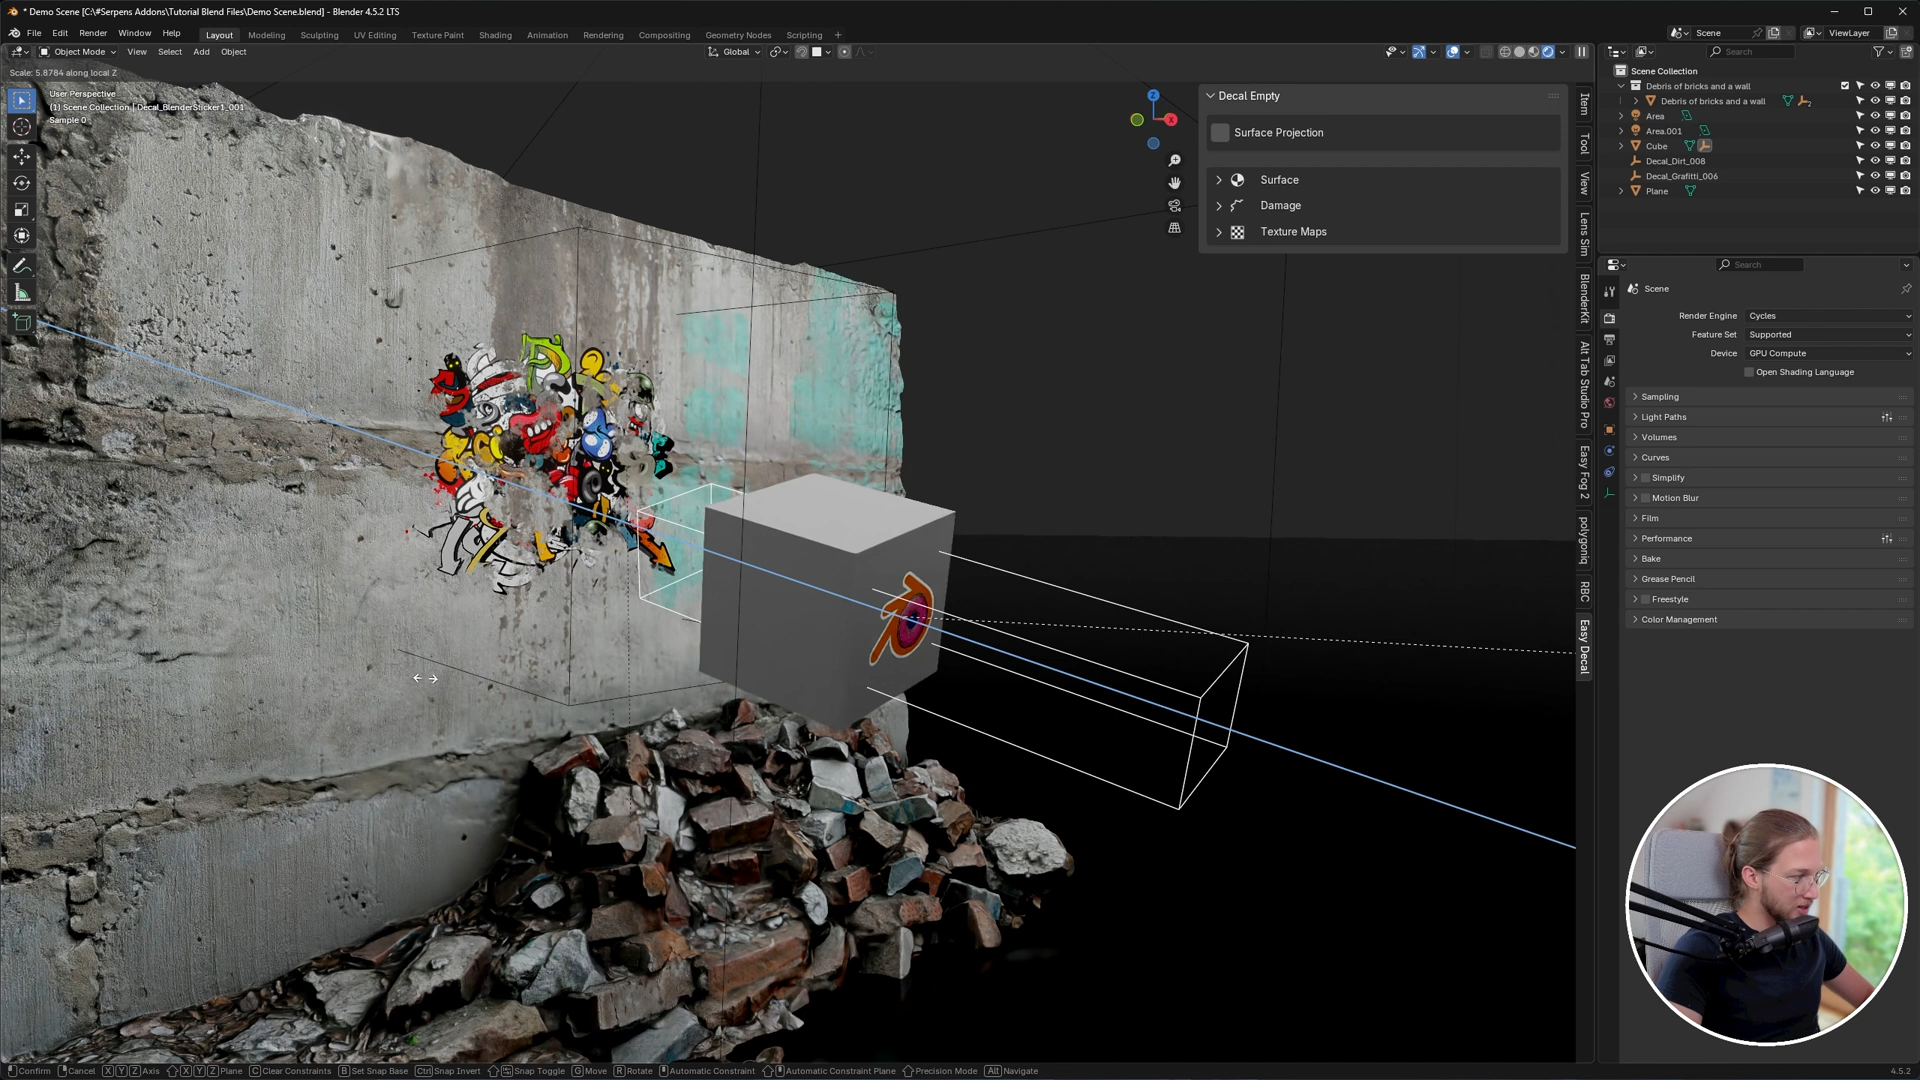 * Demo Scene [C:\#Serpens Addons\Tutorial Blend Files\Demo Scene.blend] - Blender 4.5.2 LTS
File Edit Render Window Help Layout Modeling Sculpting UV Editing Texture Paint Shading Animation Rendering Compositing Geometry Nodes Scripting + Scene ViewLayer
Object Mode View Select Add Object Global Search
Scale: 5.8784 along local Z
User Perspective
(1) Scene Collection | Decal_BlenderSticker1_001
Sample 0
Z
X
Decal Empty
Surface Projection
Surface
Damage
Texture Maps
Item
Tool
View
Lens Sim
BlenderKit
Alt Tab Studio Pro
Easy Fog 2
polygoniq
RBC
Easy Decal
Scene Collection
Debris of bricks and a wall
Debris of bricks and a wall 2
Area
Area.001
Cube
Decal_Dirt_008
Decal_Grafitti_006
Plane
Search
Scene
Render Engine Cycles
Feature Set Supported
Device GPU Compute
Open Shading Language
Sampling
Light Paths
Volumes
Curves
Simplify
Motion Blur
Film
Performance
Bake
Grease Pencil
Freestyle
Color Management
Confirm Cancel X Y Z Axis X Y Z Plane C Clear Constraints B Set Snap Base Ctrl Snap Invert Snap Toggle G Move R Rotate Automatic Constraint Automatic Constraint Plane Precision Mode Alt Navigate 4.5.2